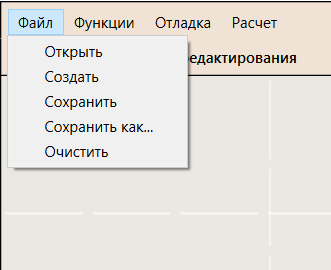 Файл Функции Отладка Расчет
Открыть
едактирования
Создать
Сохранить
Сохранить как...
Очистить